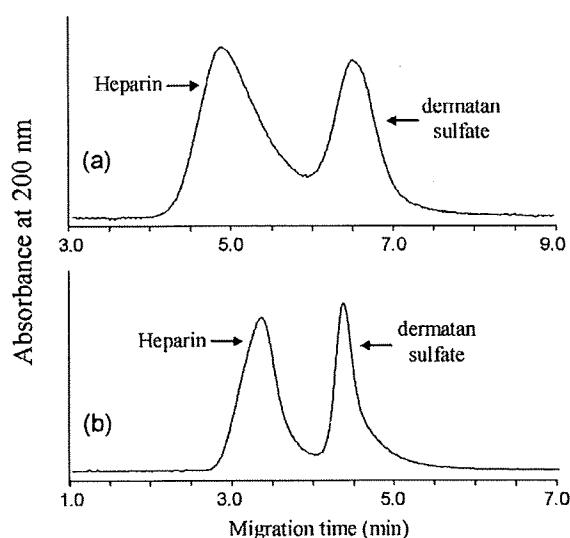 Absorbance at 200 nm
Heparin
dermatan
sulfate
(a)
3.0 5.0 7.0 9.0
Heparin
dermatan
sulfate
(b)
1.0 3.0 5.0 7.0
Migration time (min)